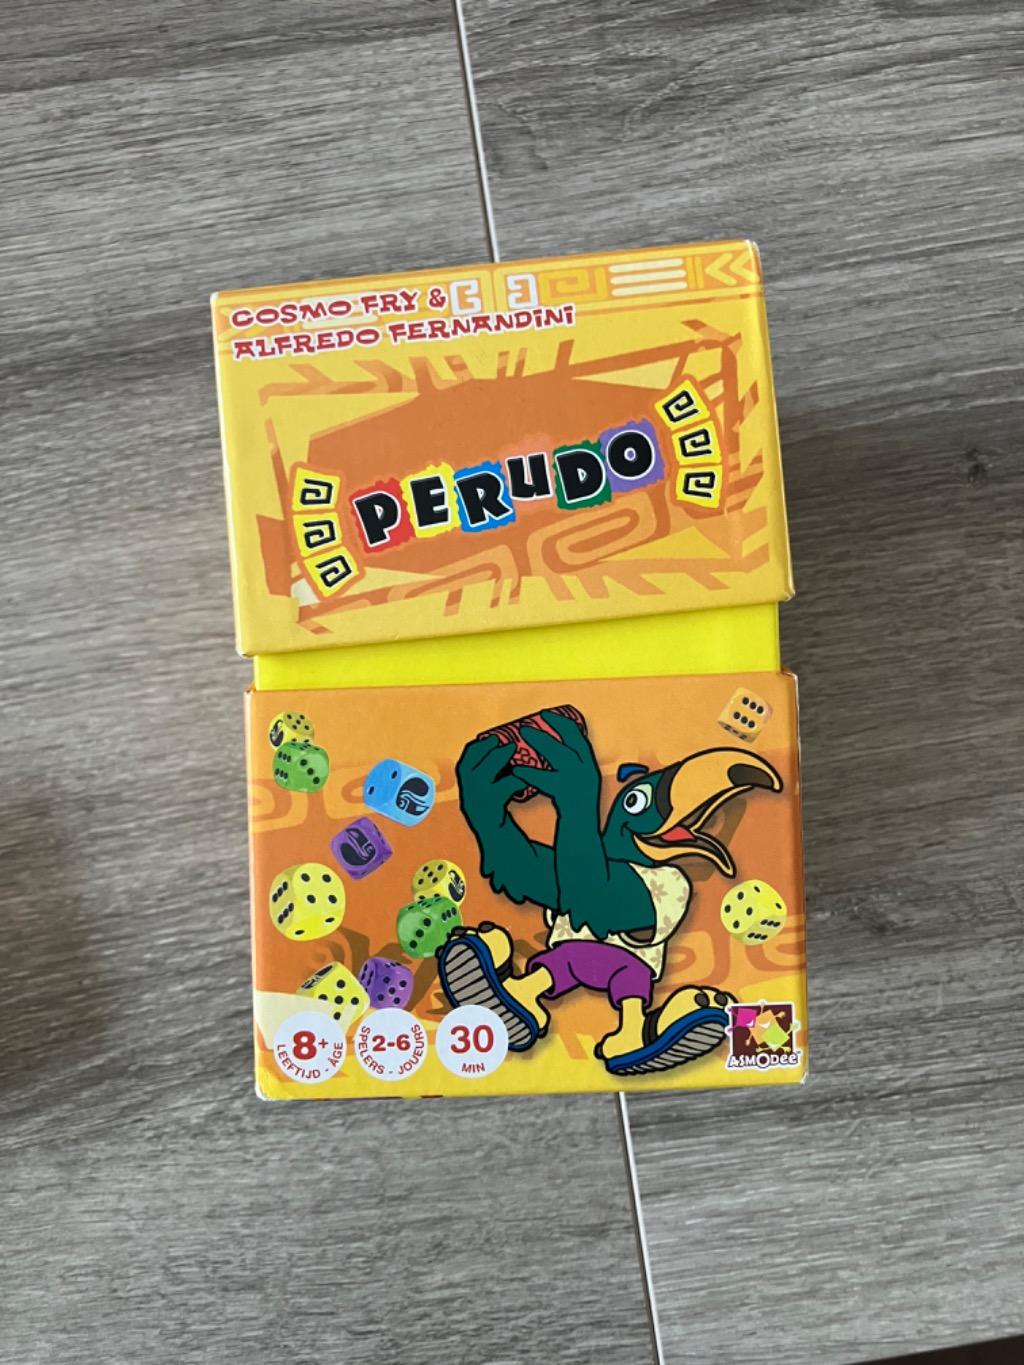 COSMO FRY &
ALFREDO FERNANDINI
PERUDO
8+
LEEFTIJD - ÂGE
2-6
SPELERS - JOUEURS
30
MIN
ASMODEE